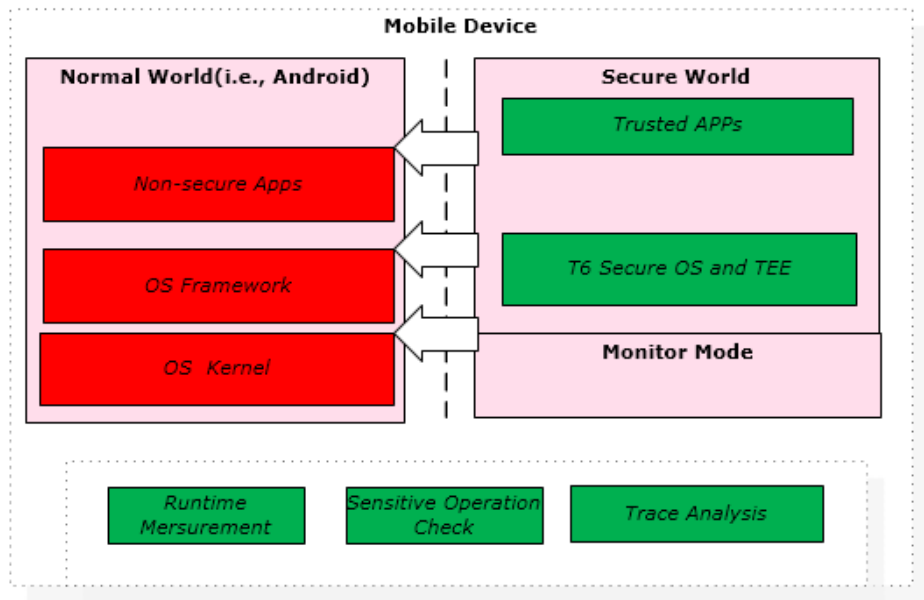 Mobile Device
Normal World(i.e., Android)
Non-secure Apps
OS Framework
OS Kernel
Secure World
Trusted APPs
T6 Secure OS and TEE
Monitor Mode
Runtime
Mersurement
Sensitive Operation
Check
Trace Analysis